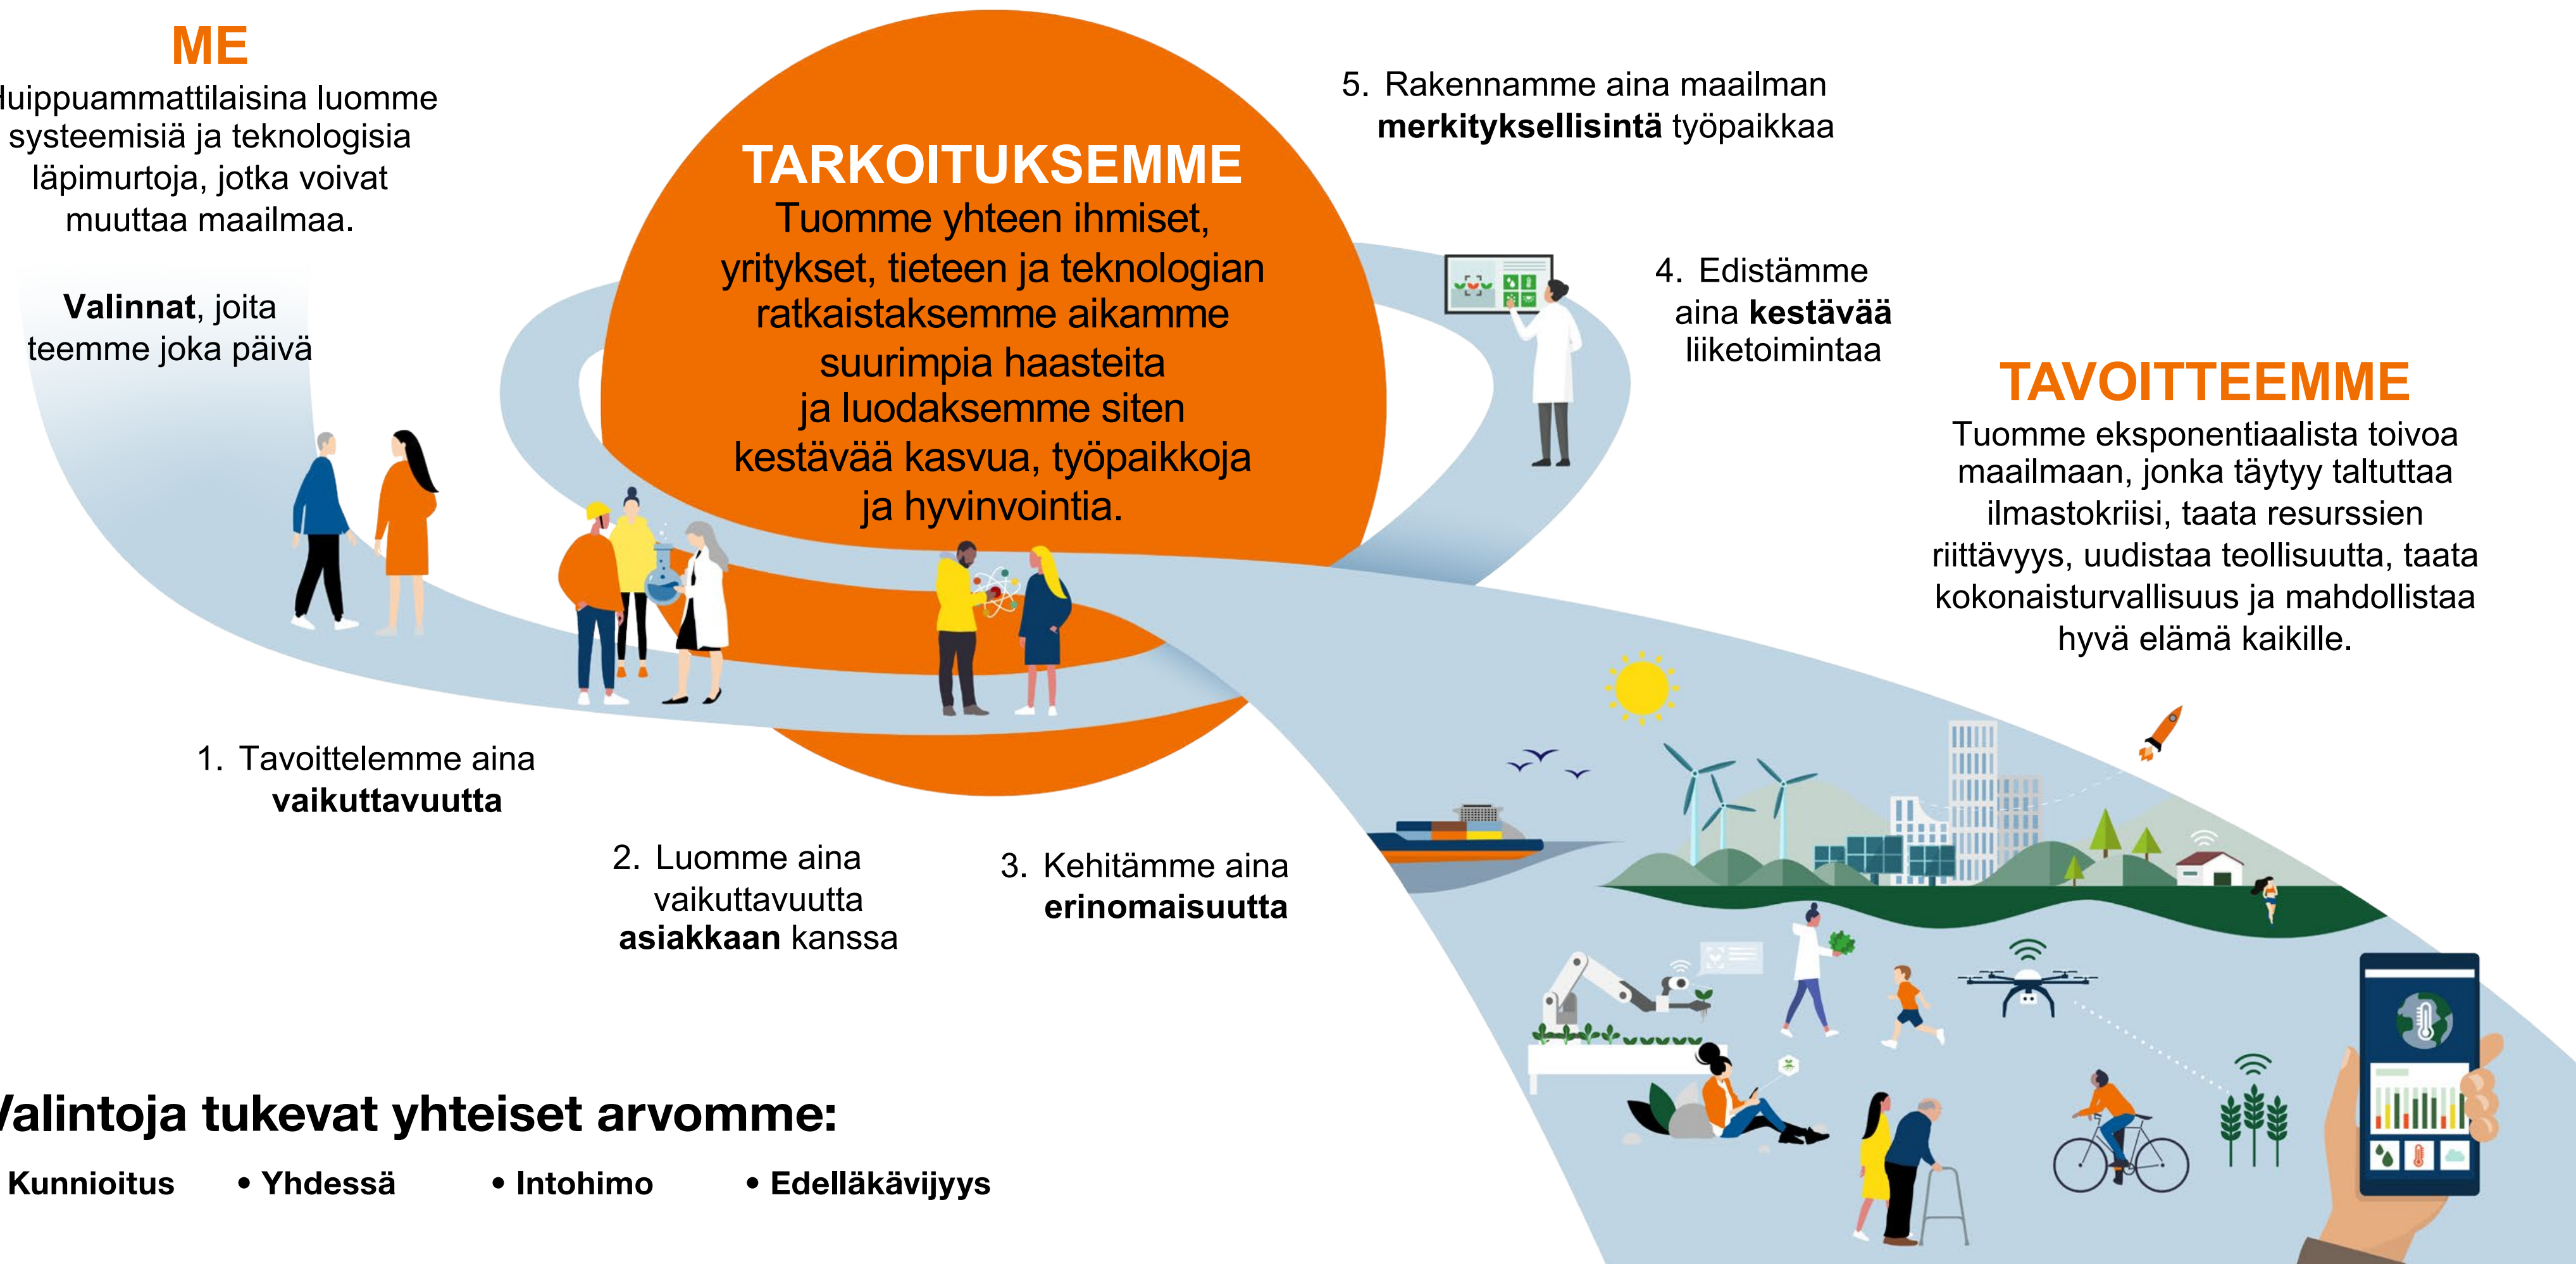 ME
Huippuammattilaisina luomme
systeemisiä ja teknologisia
läpimurtoja, jotka voivat
muuttaa maailmaa.
Valinnat, joita
teemme joka päivä
TARKOITUKSEMME
Tuomme yhteen ihmiset,
yritykset, tieteen ja teknologian
ratkaistaksemme aikamme
suurimpia haasteita
ja luodaksemme siten
kestävää kasvua, työpaikkoja
ja hyvinvointia.
5. Rakennamme aina maailman
merkityksellisintä työpaikkaa
4. Edistämme
aina kestävää
liiketoimintaa
TAVOITTEEMME
Tuomme eksponentiaalista toivoa
maailmaan, jonka täytyy taltuttaa
ilmastokriisi, taata resurssien
riittävyys, uudistaa teollisuutta, taata
kokonaisturvallisuus ja mahdollistaa
hyvä elämä kaikille.
1. Tavoittelemme aina
vaikuttavuutta
2. Luomme aina
vaikuttavuutta
asiakkaan kanssa
3. Kehitämme aina
erinomaisuutta
Valintoja tukevat yhteiset arvomme:
Kunnioitus • Yhdessä • Intohimo • Edelläkävijyys